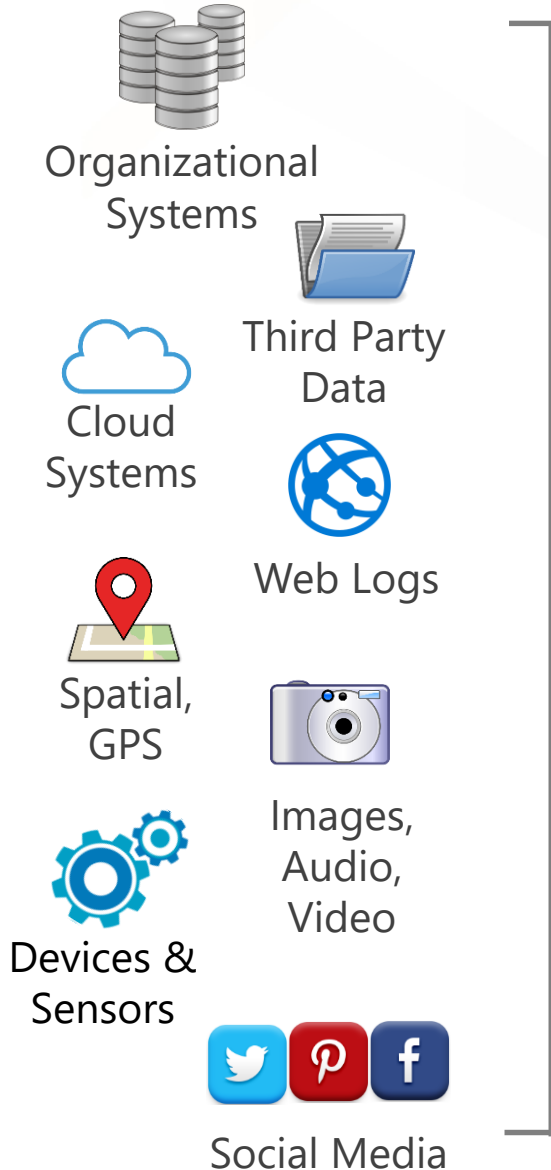 Organizational
Systems
Third Party
Data
Cloud
Systems
Web Logs
Spatial,
GPS
Images,
Audio,
Video
Devices &
Sensors
Social Media